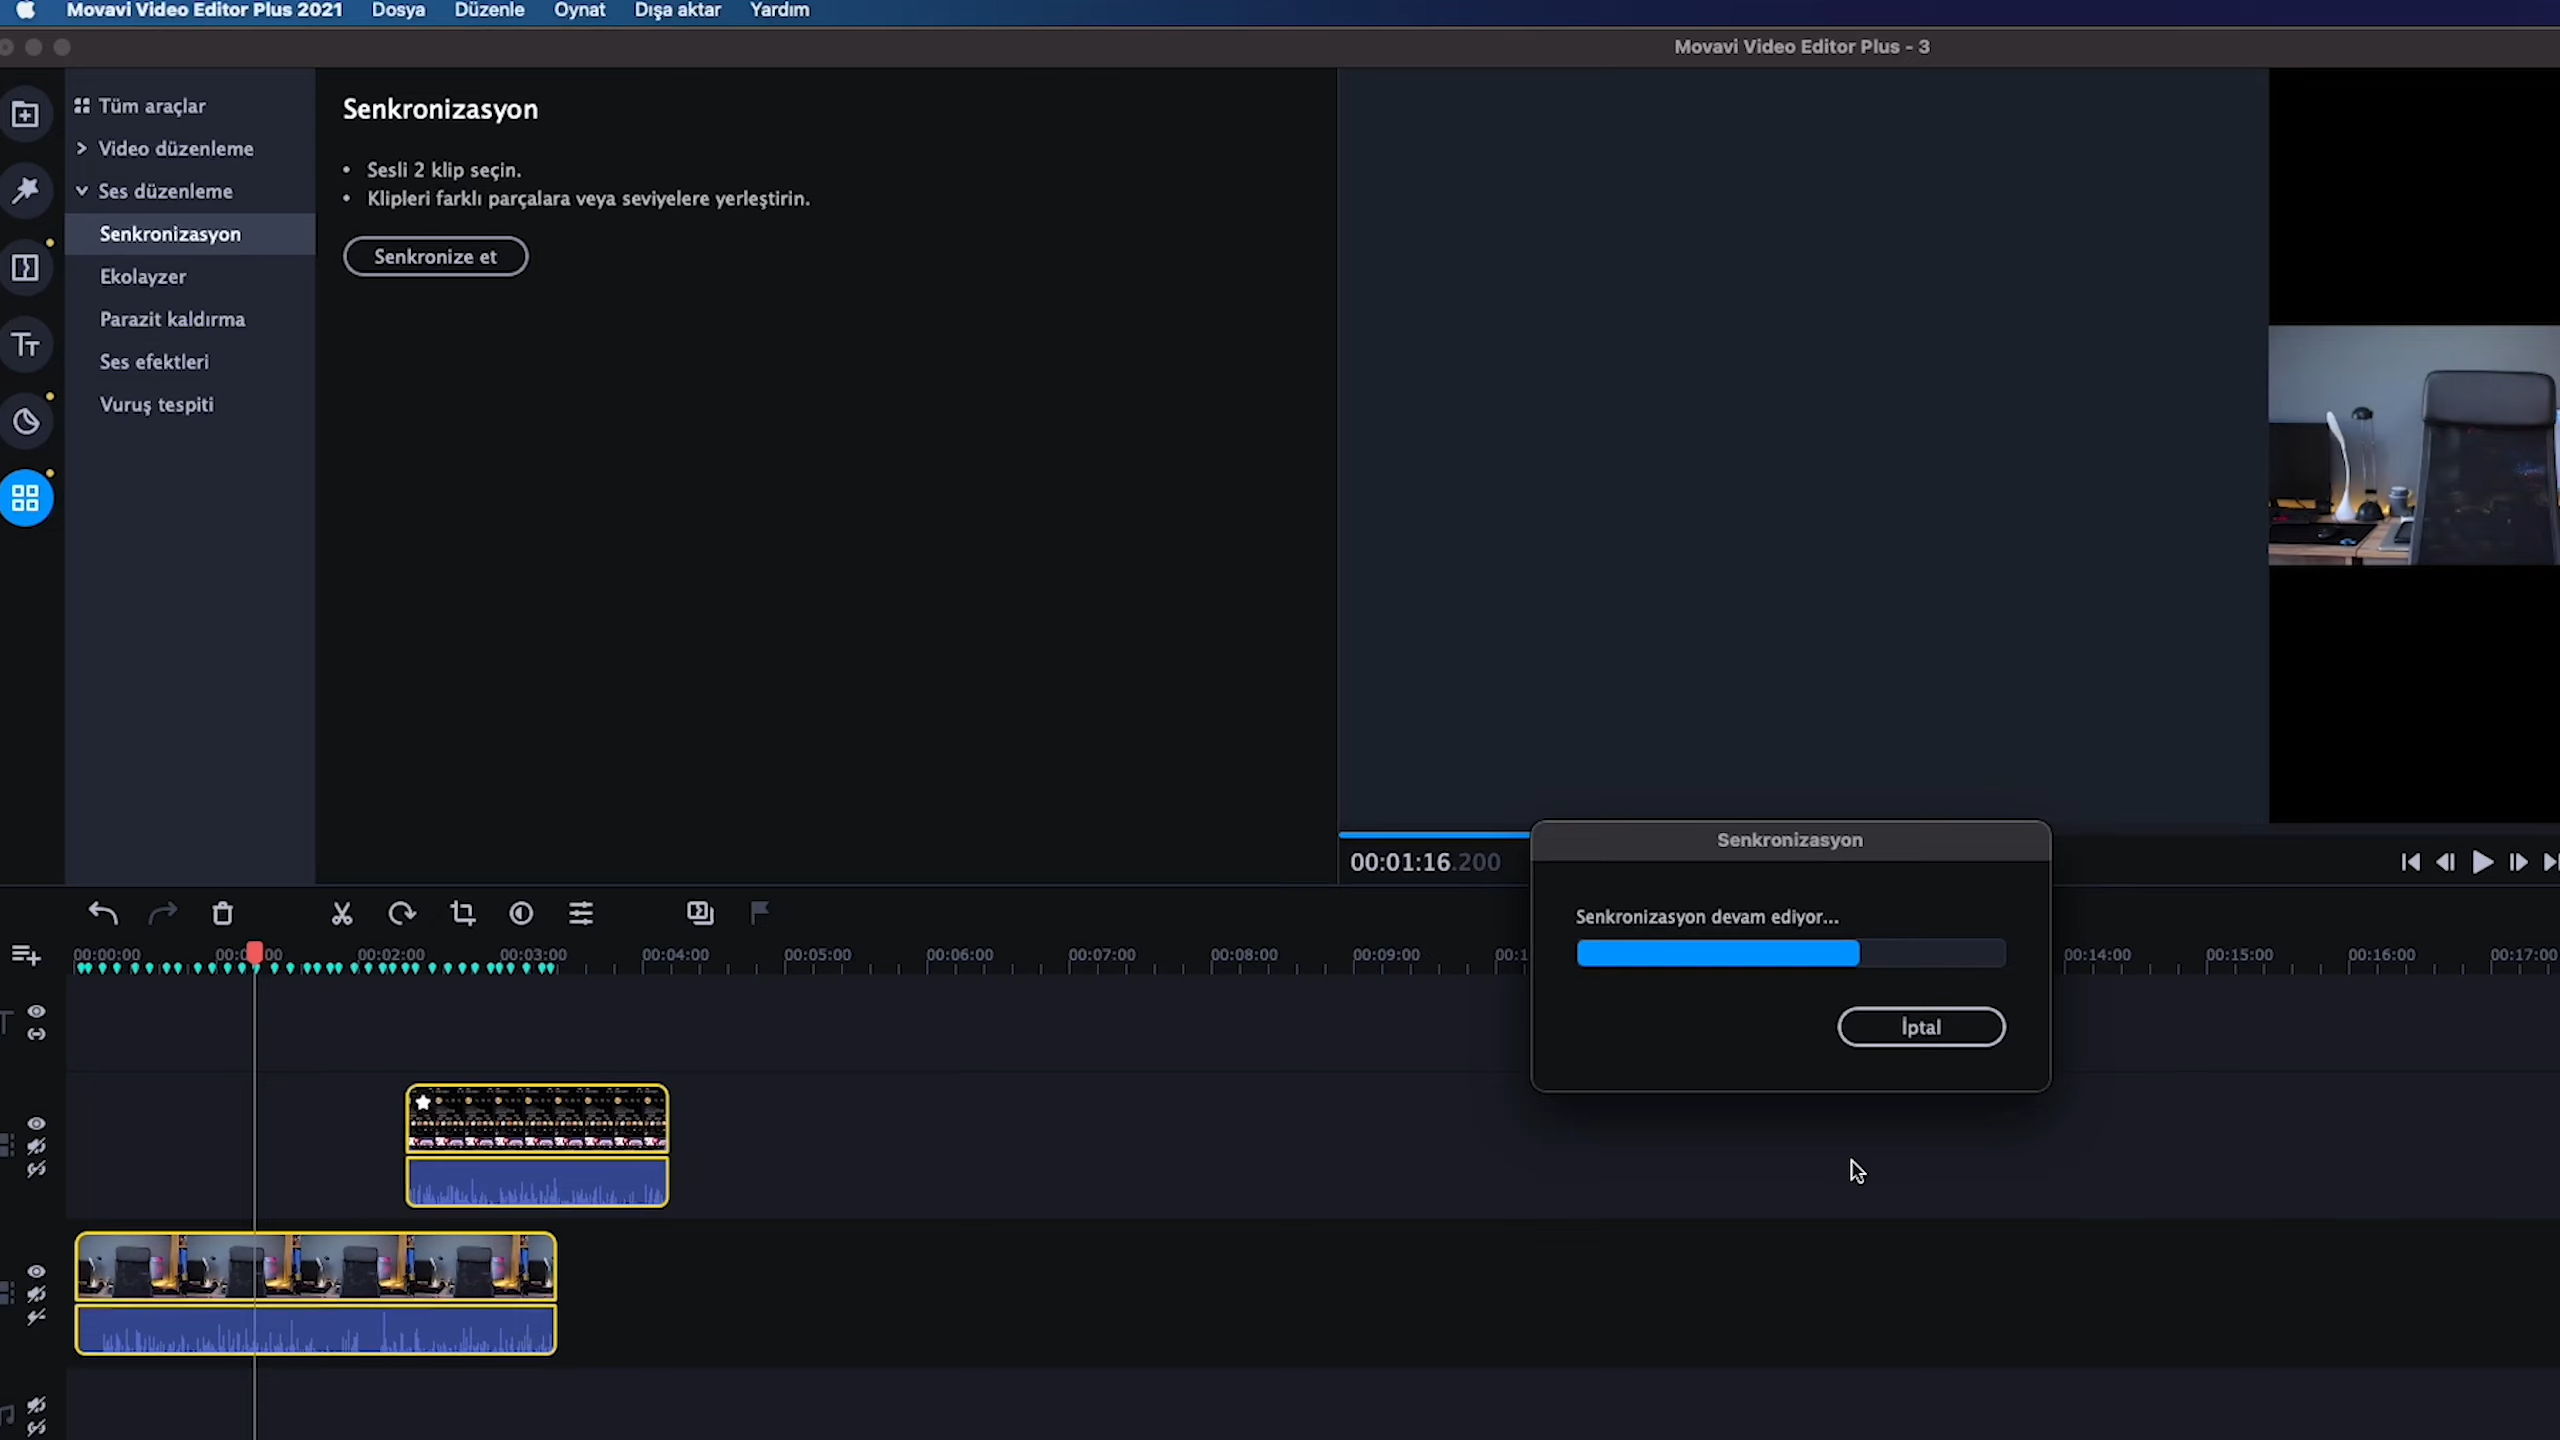 Movavi Video Editor Plus 2021 Dosya Düzenle Oynat Dışa aktar Yardım
Movavi Video Editor Plus - 3
Tüm araçlar
Video düzenleme
Ses düzenleme
Senkronizasyon
Ekolayzer
Parazit kaldırma
Ses efektleri
Vuruş tespiti
Senkronizasyon
• Sesli 2 klip seçin.
• Klipleri farklı parçalara veya seviyelere yerleştirin.
Senkronize et
00:01:16.200
Senkronizasyon
Senkronizasyon devam ediyor...
İptal
00:00:00 00:02:00 00:03:00 00:04:00 00:05:00 00:06:00 00:07:00 00:08:00 00:09:00 00:14:00 00:15:00 00:16:00 00:17:00